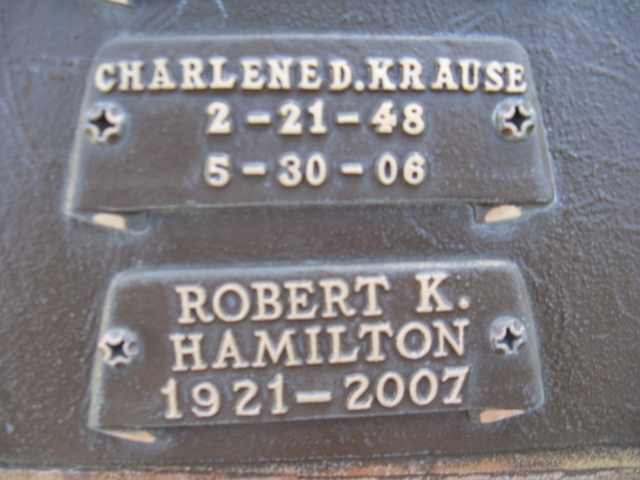 CHARLENE D. KRAUSE
2-21-48
5-30-06
ROBERT K.
HAMILTON
1921-2007